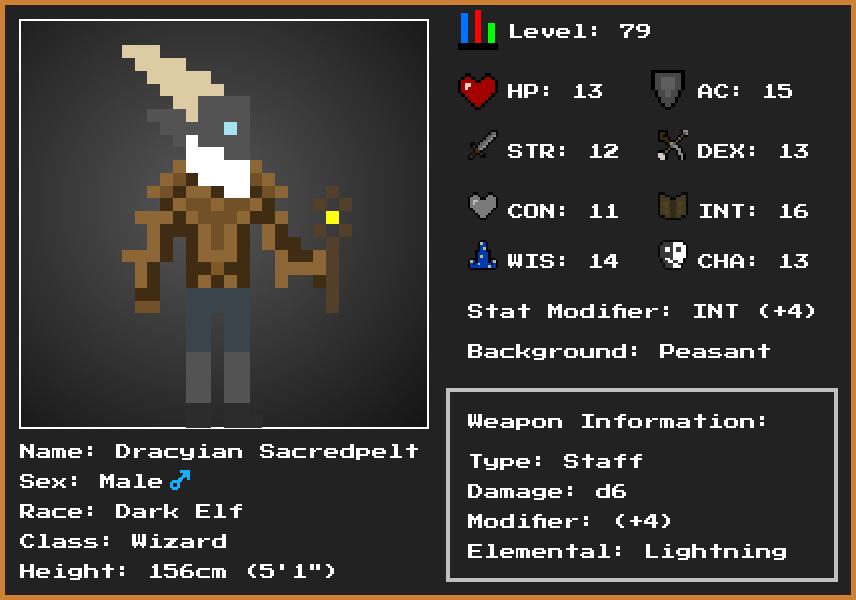 Level: 79
HP: 13
AC: 15
STR: 12
DEX: 13
CON: 11
INT: 16
WIS: 14
CHA: 13
Stat Modifier: INT (+4)
Background: Peasant
Weapon Information:
Type: Staff
Damage: d6
Modifier: (+4)
Elemental: Lightning
Name: Dracyian Sacredpelt
Sex: Male♂
Race: Dark Elf
Class: Wizard
Height: 156cm (5'1")